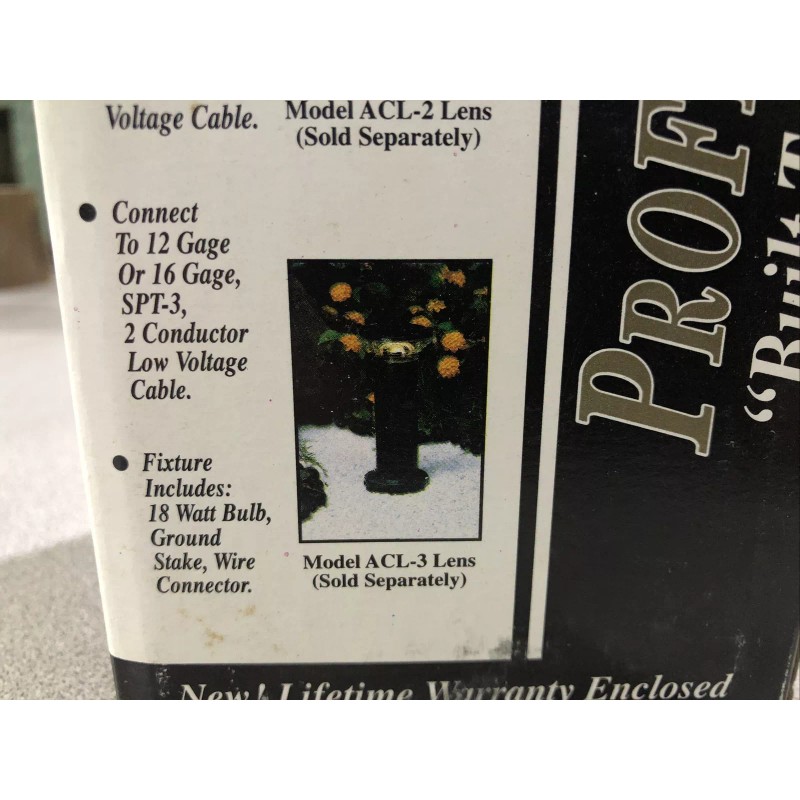 Voltage Cable.
Model ACL-2 Lens
(Sold Separately)
● Connect
To 12 Gage
Or 16 Gage,
SPT-3,
2 Conductor
Low Voltage
Cable.
● Fixture
Includes:
18 Watt Bulb,
Ground
Stake, Wire
Connector.
Model ACL-3 Lens
(Sold Separately)
New! Lifetime Warranty Enclosed
PROF
“Built